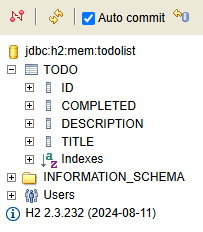 Auto commit
jdbc:h2:mem:todolist
TODO
ID
COMPLETED
DESCRIPTION
TITLE
Indexes
INFORMATION_SCHEMA
Users
H2 2.3.232 (2024-08-11)